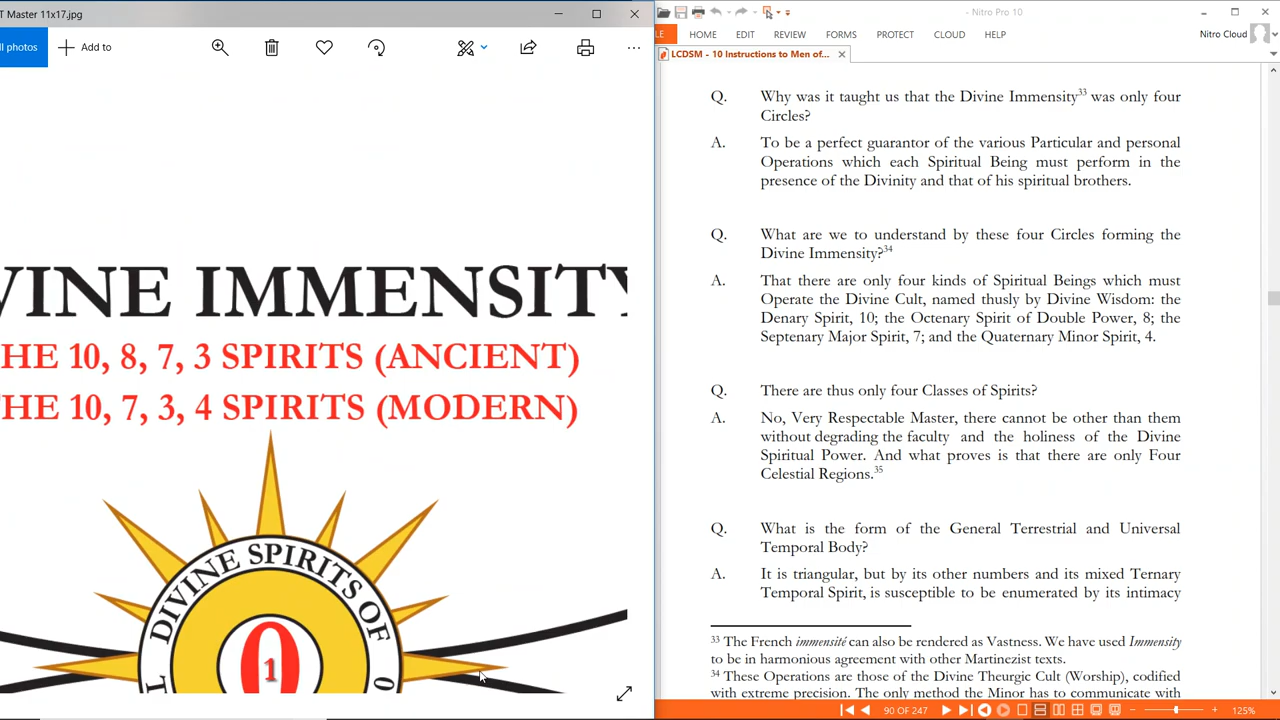 T Master 11x17.jpg
ll photos
Add to
VINE IMMENSITY
HE 10, 8, 7, 3 SPIRITS (ANCIENT)
THE 10, 7, 3, 4 SPIRITS (MODERN)
DIVINE SPIRITS OF
1
- Nitro Pro 10
LE
HOME
EDIT
REVIEW
FORMS
PROTECT
CLOUD
HELP
Nitro Cloud
LCDSM - 10 Instructions to Men of...
Q. Why was it taught us that the Divine Immensity33 was only four
Circles?
A. To be a perfect guarantor of the various Particular and personal
Operations which each Spiritual Being must perform in the
presence of the Divinity and that of his spiritual brothers.
Q. What are we to understand by these four Circles forming the
Divine Immensity?34
A. That there are only four kinds of Spiritual Beings which must
Operate the Divine Cult, named thusly by Divine Wisdom: the
Denary Spirit, 10; the Octenary Spirit of Double Power, 8; the
Septenary Major Spirit, 7; and the Quaternary Minor Spirit, 4.
Q. There are thus only four Classes of Spirits?
A. No, Very Respectable Master, there cannot be other than them
without degrading the faculty and the holiness of the Divine
Spiritual Power. And what proves is that there are only Four
Celestial Regions.35
Q. What is the form of the General Terrestrial and Universal
Temporal Body?
A. It is triangular, but by its other numbers and its mixed Ternary
Temporal Spirit, is susceptible to be enumerated by its intimacy
33 The French immensité can also be rendered as Vastness. We have used Immensity
to be in harmonious agreement with other Martinezist texts.
34 These Operations are those of the Divine Theurgic Cult (Worship), codified
with extreme precision. The only method the Minor has to communicate with
90 OF 247
125%